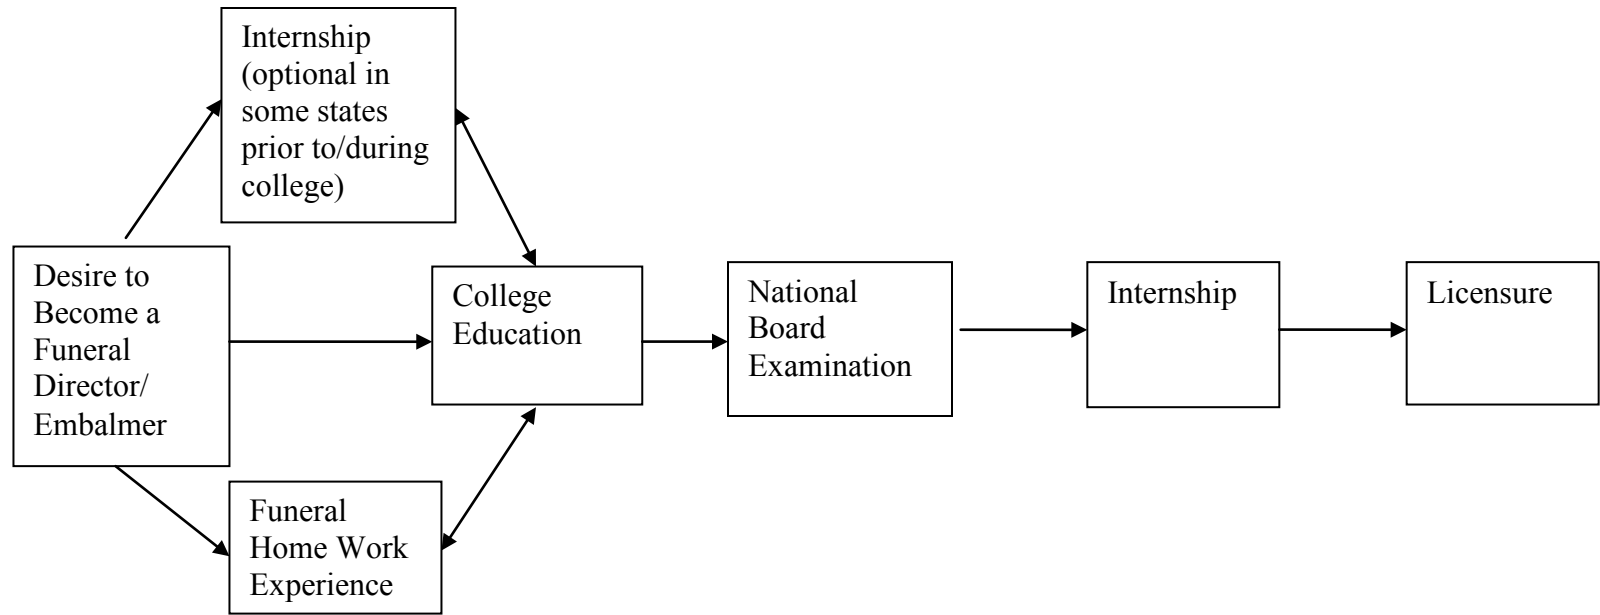 Internship
(optional in
some states
prior to/during
college)
Desire to
Become a
Funeral
Director/
Embalmer
College
Education
National
Board
Examination
Internship
Licensure
Funeral
Home Work
Experience